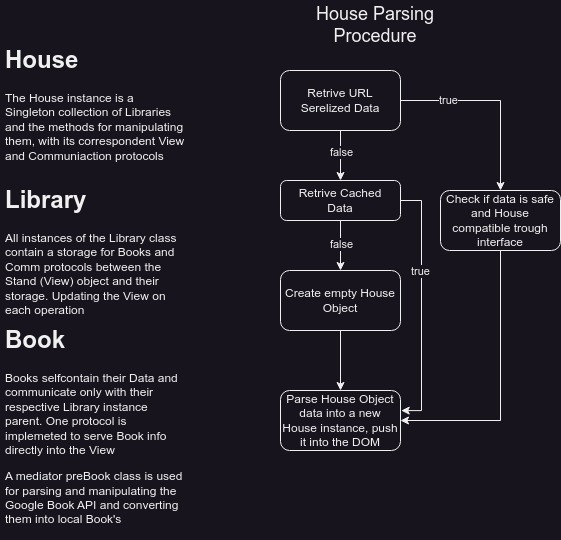 House Parsing
Procedure
House
The House instance is a
Singleton collection of Libraries
and the methods for manipulating
them, with its correspondent View
and Communiaction protocols
Library
All instances of the Library class
contain a storage for Books and
Comm protocols between the
Stand (View) object and their
storage. Updating the View on
each operation
Book
Books selfcontain their Data and
communicate only with their
respective Library instance
parent. One protocol is
implemeted to serve Book info
directly into the View
A mediator preBook class is used
for parsing and manipulating the
Google Book API and converting
them into local Book's
Retrive URL
Serelized Data
true
false
Retrive Cached
Data
Check if data is safe
and House
compatible trough
interface
false
true
Create empty House
Object
Parse House Object
data into a new
House instance, push
it into the DOM